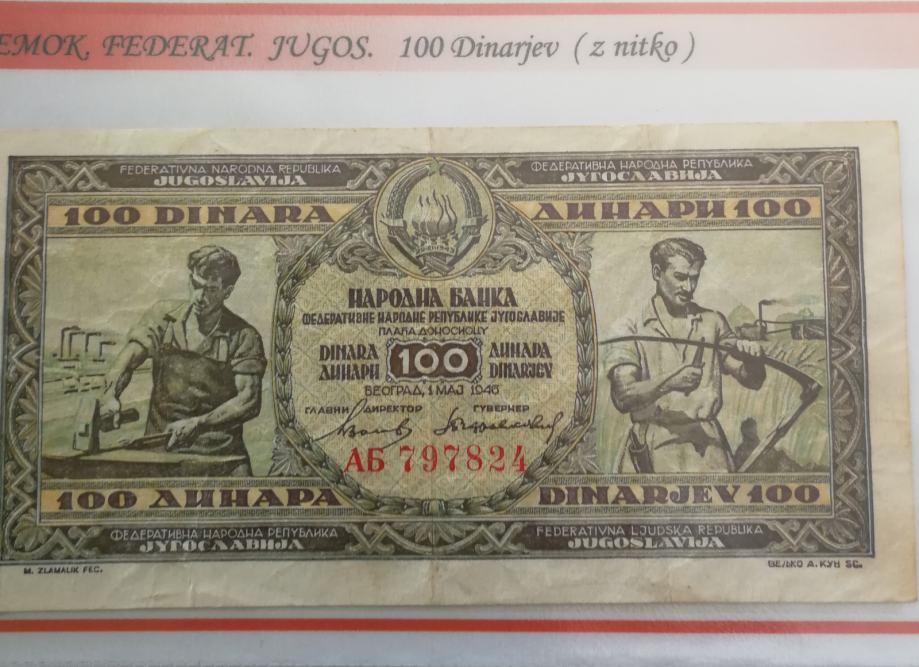 EMOK. FEDERAT. JUGOS. 100 Dinarjev (z nitko)
FEDERATIVNA NARODNA REPUBLIKA
JUGOSLAVIJA
ФЕДЕРАТИВНА НАРОДНА РЕПУБЛИКА
ЈУГОСЛАВИЈА
100 DINARA
ДИНАРИ 100
НАРОДНА БАНКА
ФЕДЕРАТИВНЕ НАРОДНЕ РЕПУБЛИКЕ ЈУГОСЛАВИЈЕ
ПЛАЋА ДОНОСИОЦУ
DINARA 100 ДИНАРА
ДИНАРИ DINARJEV
БЕОГРАД, 1 МАЈ 1946
ГЛАВНИ ДИРЕКТОР ГУВЕРНЕР
АБ 797824
100 ДИНАРА
DINARJEV 100
ФЕДЕРАТИВНА НАРОДНА РЕПУБЛИКА
ЈУГОСЛАВИЈА
FEDERATIVNA LJUDSKA REPUBLIKA
JUGOSLAVIJA
M. ZLAMALIK FEC.
ВЕЉКО А. КУН SC.